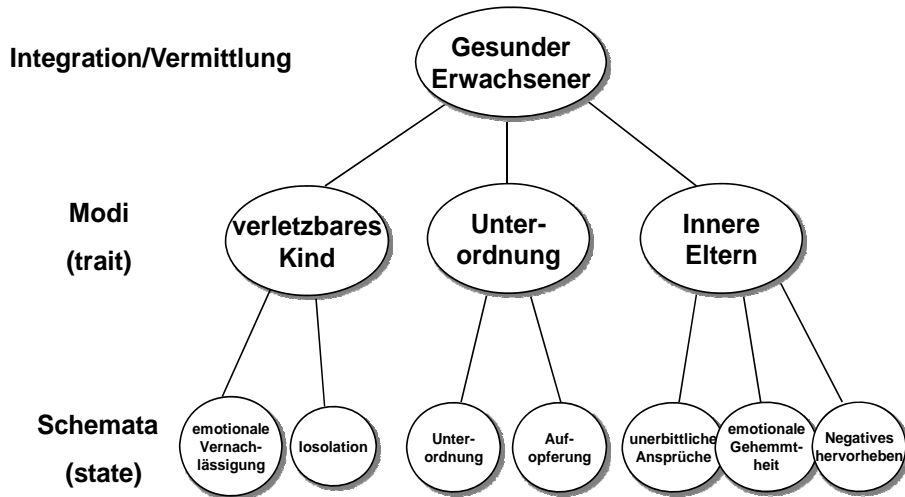 Integration/Vermittlung
Gesunder
Erwachsener
Modi
(trait)
verletzbares
Kind
Unter-
ordnung
Innere
Eltern
Schemata
(state)
emotionale
Vernach-
lässigung
Iosolation
Unter-
ordnung
Auf-
opferung
unerbittliche
Ansprüche
emotionale
Gehemmt-
heit
Negatives
hervorheben